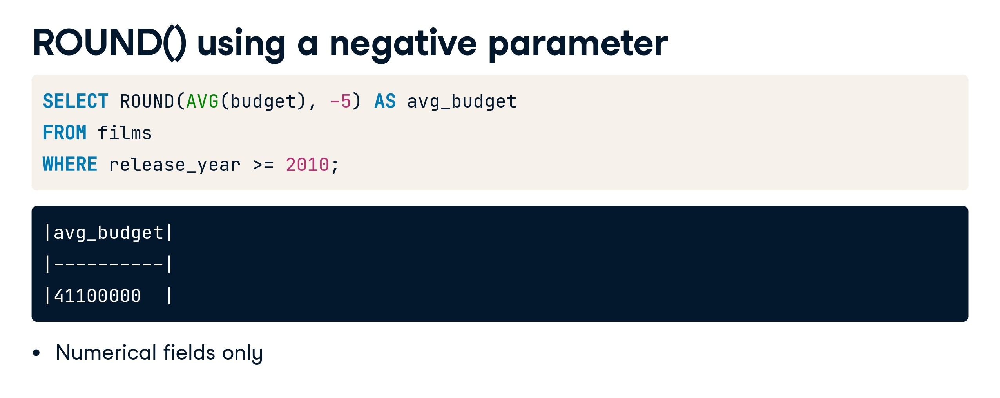 ROUND() using a negative parameter
SELECT ROUND(AVG(budget), -5) AS avg_budget
FROM films
WHERE release_year >= 2010;
|avg_budget|
|----------|
|41100000  |
• Numerical fields only